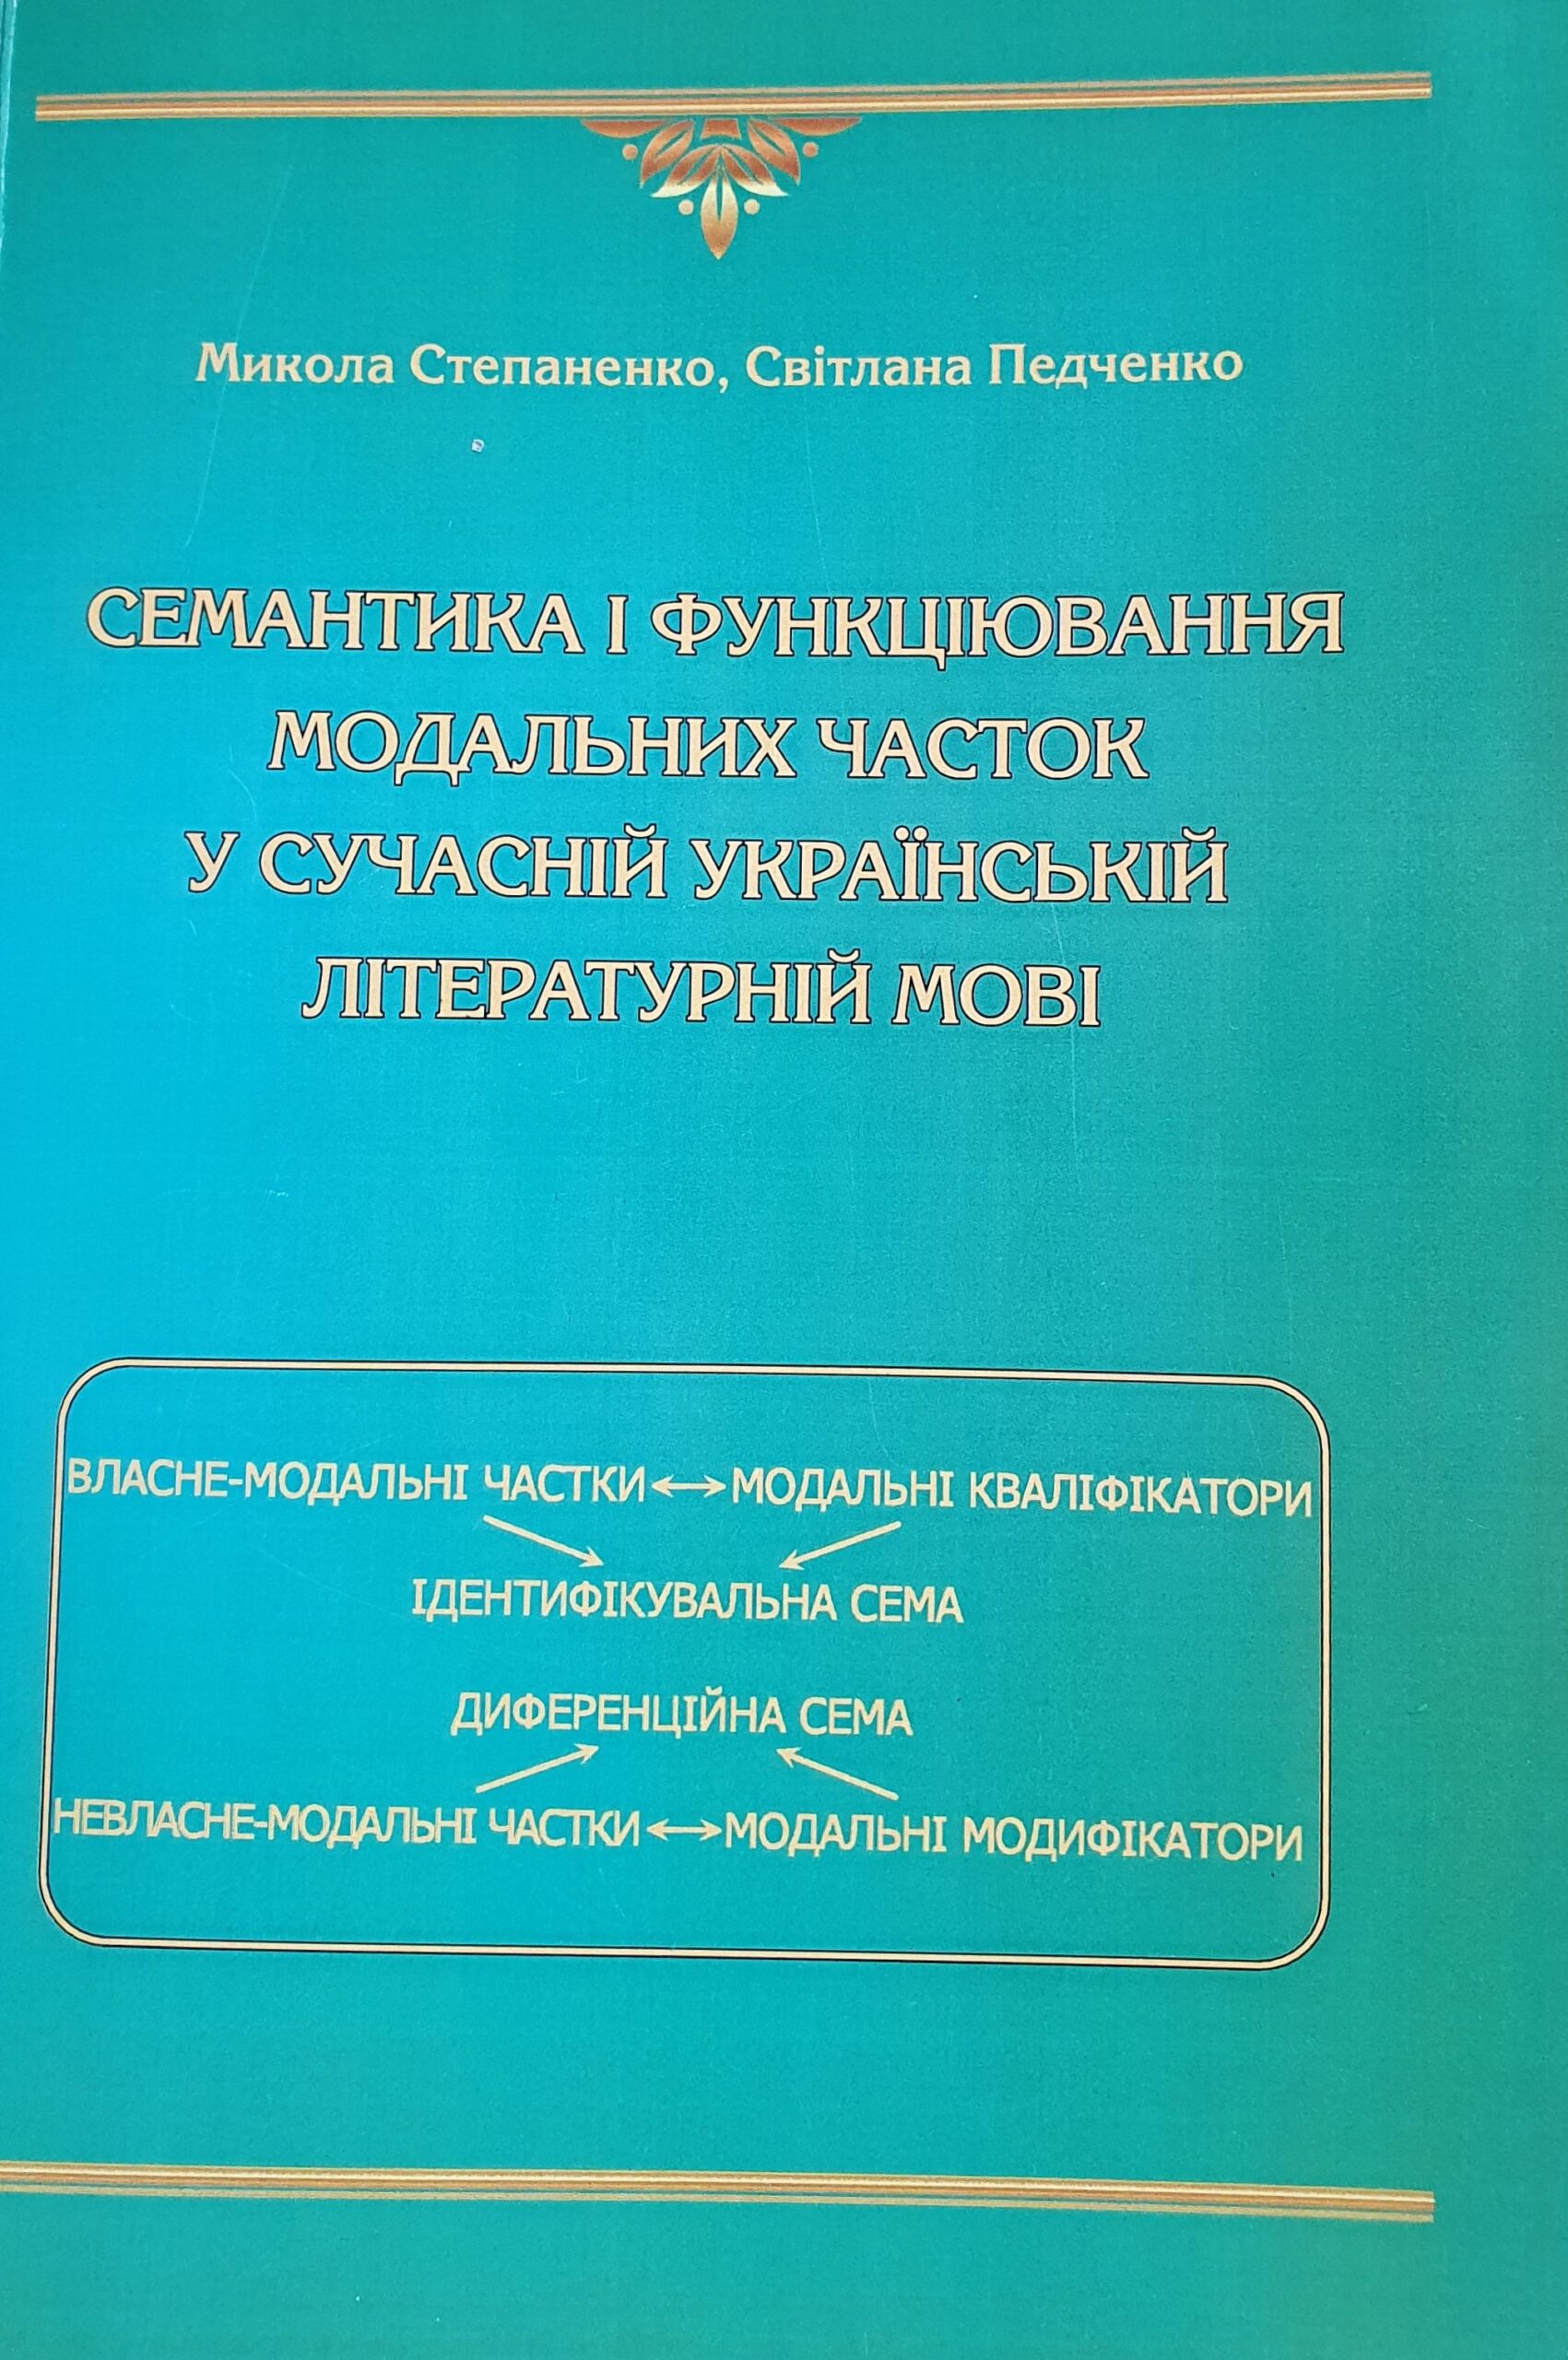 Микола Степаненко, Світлана Педченко
СЕМАНТИКА І ФУНКЦІЮВАННЯ
МОДАЛЬНИХ ЧАСТОК
У СУЧАСНІЙ УКРАЇНСЬКІЙ
ЛІТЕРАТУРНІЙ МОВІ
ВЛАСНЕ-МОДАЛЬНІ ЧАСТКИ↔МОДАЛЬНІ КВАЛІФІКАТОРИ
ІДЕНТИФІКУВАЛЬНА СЕМА
ДИФЕРЕНЦІЙНА СЕМА
НЕВЛАСНЕ-МОДАЛЬНІ ЧАСТКИ↔МОДАЛЬНІ МОДИФІКАТОРИ